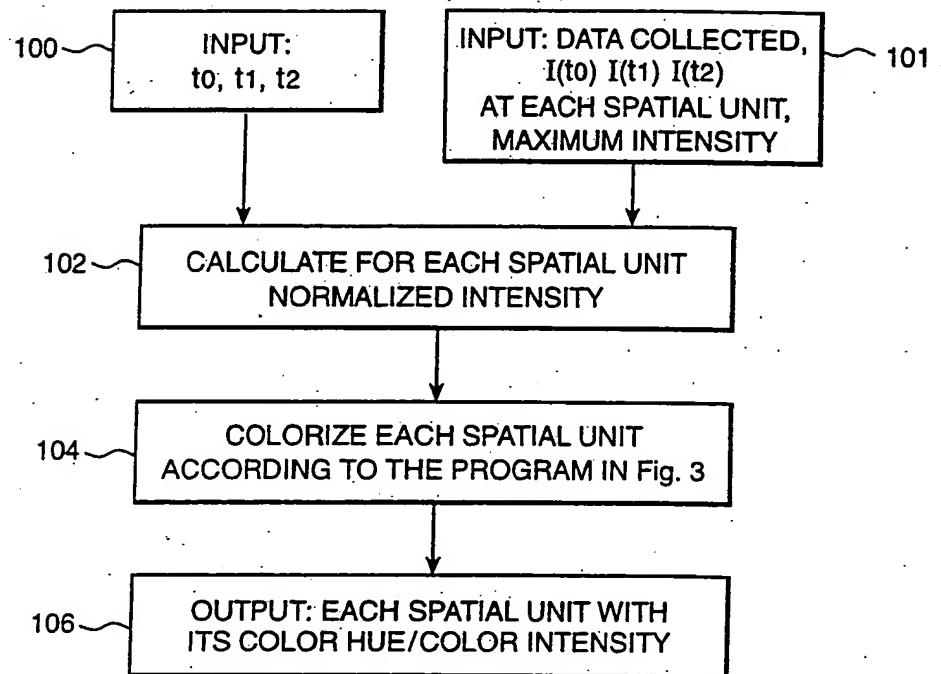 100
INPUT:
t0, t1, t2
INPUT: DATA COLLECTED,
I(t0) I(t1) I(t2)
AT EACH SPATIAL UNIT,
MAXIMUM INTENSITY
101
102
CALCULATE FOR EACH SPATIAL UNIT
NORMALIZED INTENSITY
104
COLORIZE EACH SPATIAL UNIT
ACCORDING TO THE PROGRAM IN Fig. 3
106
OUTPUT: EACH SPATIAL UNIT WITH
ITS COLOR HUE/COLOR INTENSITY